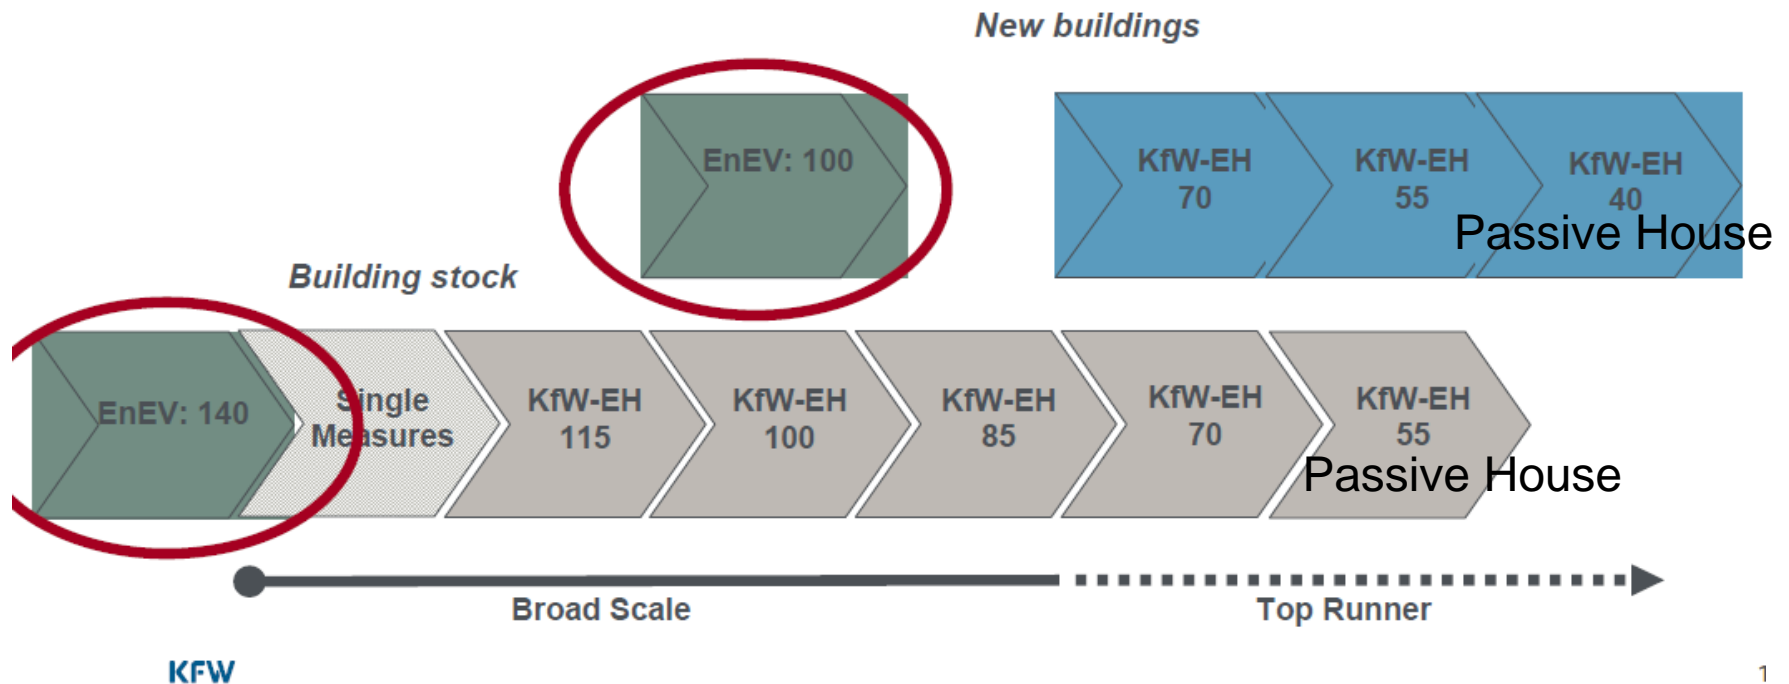 New buildings
EnEV: 100
KfW-EH
70
KfW-EH
55
KfW-EH
40
Passive House
Building stock
EnEV: 140
Single
Measures
KfW-EH
115
KfW-EH
100
KfW-EH
85
KfW-EH
70
KfW-EH
55
Passive House
Broad Scale
Top Runner
KFW
1